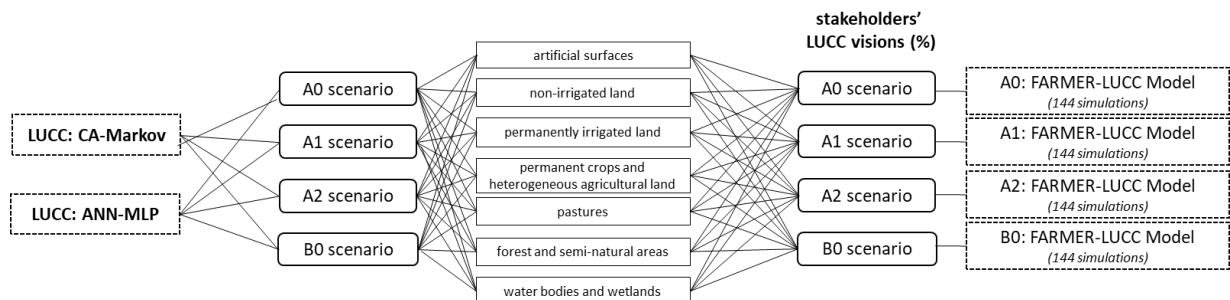 LUCC: CA-Markov
LUCC: ANN-MLP
A0 scenario
A1 scenario
A2 scenario
B0 scenario
artificial surfaces
non-irrigated land
permanently irrigated land
permanent crops and
heterogeneous agricultural land
pastures
forest and semi-natural areas
water bodies and wetlands
stakeholders’
LUCC visions (%)
A0 scenario
A1 scenario
A2 scenario
B0 scenario
A0: FARMER-LUCC Model
(144 simulations)
A1: FARMER-LUCC Model
(144 simulations)
A2: FARMER-LUCC Model
(144 simulations)
B0: FARMER-LUCC Model
(144 simulations)